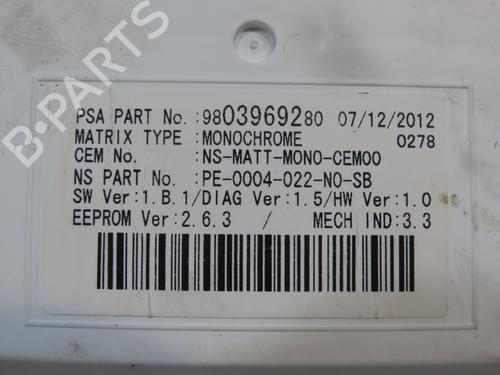 B-PARTS
PSA PART No. :9803969280 07/12/2012
MATRIX TYPE :MONOCHROME 0278
CEM No. :NS-MATT-MONO-CEM00
NS PART No. :PE-0004-022-N0-SB
SW Ver:1.B.1/DIAG Ver:1.5/HW Ver:1.0
EEPROM Ver:2.6.3 / MECH IND:3.3